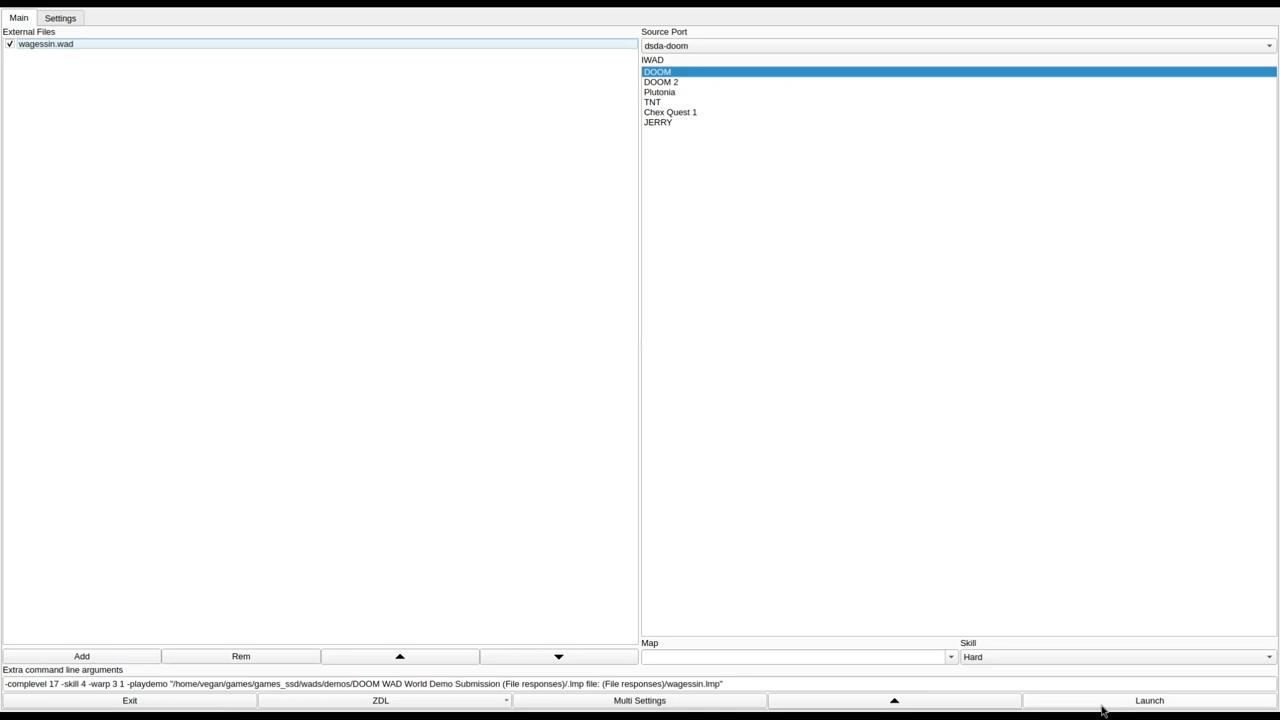 Main Settings
External Files
wagessin.wad
Source Port
dsda-doom
IWAD
DOOM
DOOM 2
Plutonia
TNT
Chex Quest 1
JERRY
Map
Skill
Hard
Add Rem
Extra command line arguments
-complevel 17 -skill 4 -warp 3 1 -playdemo "/home/vegan/games/games_ssd/wads/demos/DOOM WAD World Demo Submission (File responses)/.lmp file: (File responses)/wagessin.lmp"
Exit ZDL Multi Settings Launch